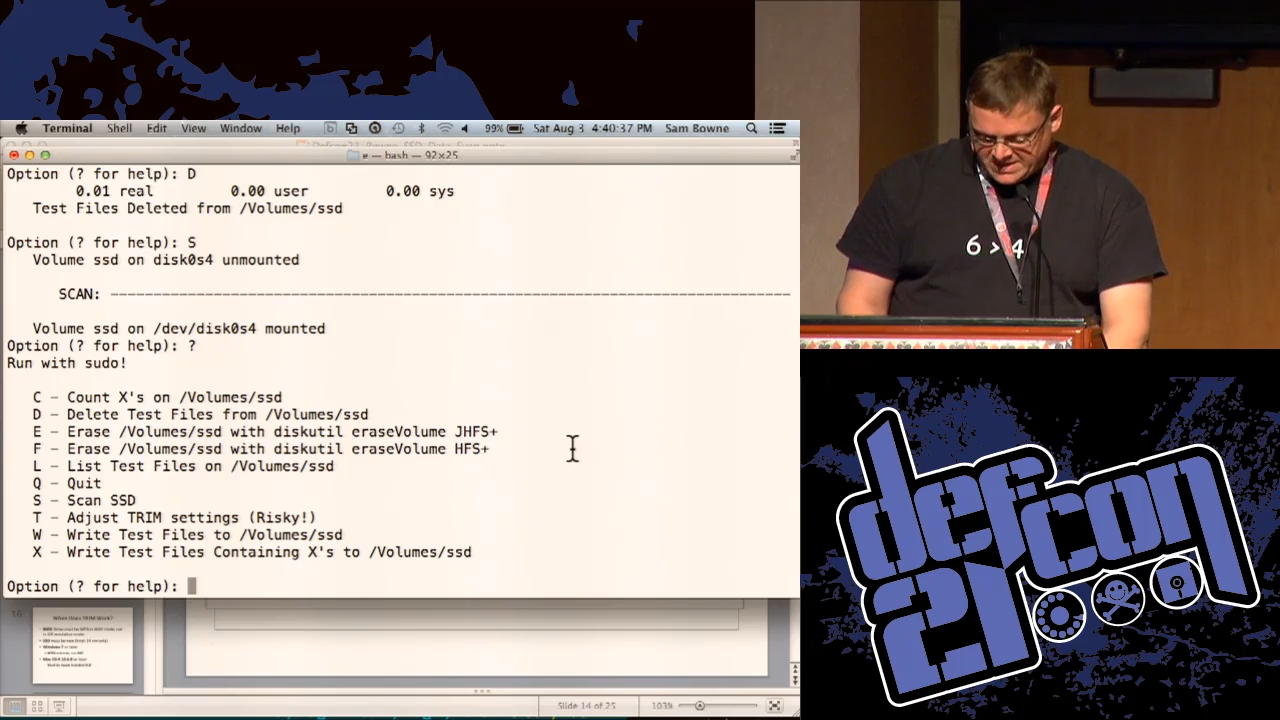 Terminal Shell Edit View Window Help 99% Sat Aug 3 4:40:37 PM Sam Bowne
e — bash — 92×25
Option (? for help): D
0.01 real 0.00 user 0.00 sys
Test Files Deleted from /Volumes/ssd
Option (? for help): S
Volume ssd on disk0s4 unmounted
SCAN: -------------------------------------------------------------------------------
Volume ssd on /dev/disk0s4 mounted
Option (? for help): ?
Run with sudo!
C - Count X's on /Volumes/ssd
D - Delete Test Files from /Volumes/ssd
E - Erase /Volumes/ssd with diskutil eraseVolume JHFS+
F - Erase /Volumes/ssd with diskutil eraseVolume HFS+
L - List Test Files on /Volumes/ssd
Q - Quit
S - Scan SSD
T - Adjust TRIM settings (Risky!)
W - Write Test Files to /Volumes/ssd
X - Write Test Files Containing X's to /Volumes/ssd
Option (? for help):
16
When Does TRIM Work?
Slide 14 of 25 103%
6 > 4
defcon
21